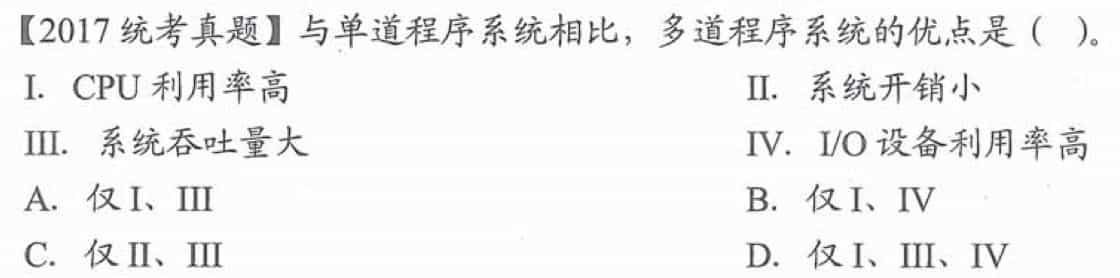 【2017 统考真题】与单道程序系统相比，多道程序系统的优点是（ ）。
I. CPU 利用率高 II. 系统开销小
III. 系统吞吐量大 IV. I/O 设备利用率高
A. 仅 I、III B. 仅 I、IV
C. 仅 II、III D. 仅 I、III、IV